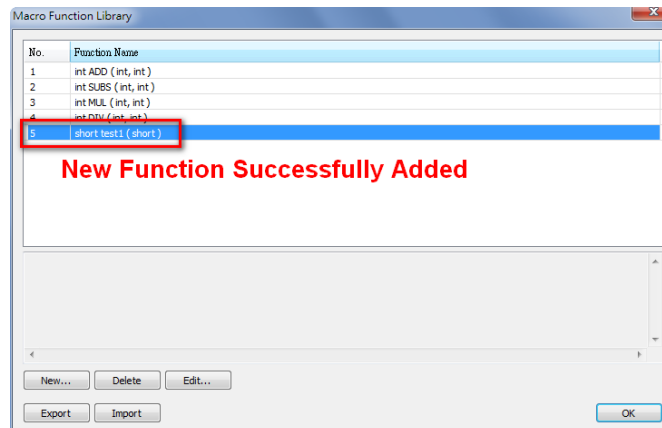 Macro Function Library
No. Function Name
1 int ADD ( int, int )
2 int SUBS ( int, int )
3 int MUL ( int, int )
4 int DIV ( int, int )
5 short test1 ( short )
New Function Successfully Added
New... Delete Edit...
Export Import OK